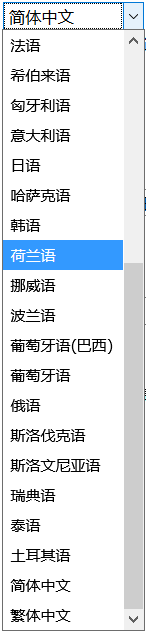 简体中文
法语
希伯来语
匈牙利语
意大利语
日语
哈萨克语
韩语
荷兰语
挪威语
波兰语
葡萄牙语(巴西)
葡萄牙语
俄语
斯洛伐克语
斯洛文尼亚语
瑞典语
泰语
土耳其语
简体中文
繁体中文